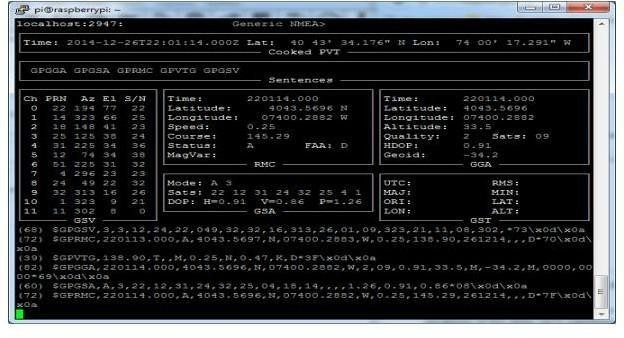 pi@raspberrypi: ~
localhost:2947: Generic NMEA>
Time: 2014-12-26T22:01:14.000Z Lat: 40 43' 34.176" N Lon: 74 00' 17.291" W
Cooked PVT
GPGGA GPGSA GPRMC GPVTG GPGSV
Sentences
Ch PRN Az El S/N Time: 220114.000 Time: 220114.000
0 22 194 77 22 Latitude: 4043.5696 N Latitude: 4043.5696
1 14 323 66 25 Longitude: 07400.2882 W Longitude: 07400.2882
2 18 148 41 23 Speed: 0.25 Altitude: 33.5
3 25 125 38 24 Course: 145.29 Quality: 2 Sats: 09
4 31 225 34 36 Status: A FAA: D HDOP: 0.91
5 12 74 34 38 MagVar: Geoid: -34.2
6 51 225 31 32 RMC GGA
7 4 296 23 23
8 24 49 22 32 Mode: A 3 UTC: RMS:
32 313 16 26 Sats: 22 12 31 24 32 25 4 1 MAJ: MIN:
10 1 323 9 21 DOP: H=0.91 V=0.86 P=1.26 ORI: LAT:
11 11 302 8 0 GSA LON: ALT:
GSV GST
(68) $GPGSV,3,3,12,24,22,049,32,32,16,313,26,01,09,323,21,11,08,302,*73\x0d\x0a
(72) $GPRMC,220113.000,A,4043.5697,N,07400.2883,W,0.25,138.90,261214,,,D*70\x0d\
x0a
(39) $GPVTG,138.90,T,,M,0.25,N,0.47,K,D*3F\x0d\x0a
(82) $GPGGA,220114.000,4043.5696,N,07400.2882,W,2,09,0.91,33.5,M,-34.2,M,0000,00
00*69\x0d\x0a
(60) $GPGSA,A,3,22,12,31,24,32,25,04,18,14,,,,1.26,0.91,0.86*08\x0d\x0a
(72) $GPRMC,220114.000,A,4043.5696,N,07400.2882,W,0.25,145.29,261214,,,D*7F\x0d\
x0a